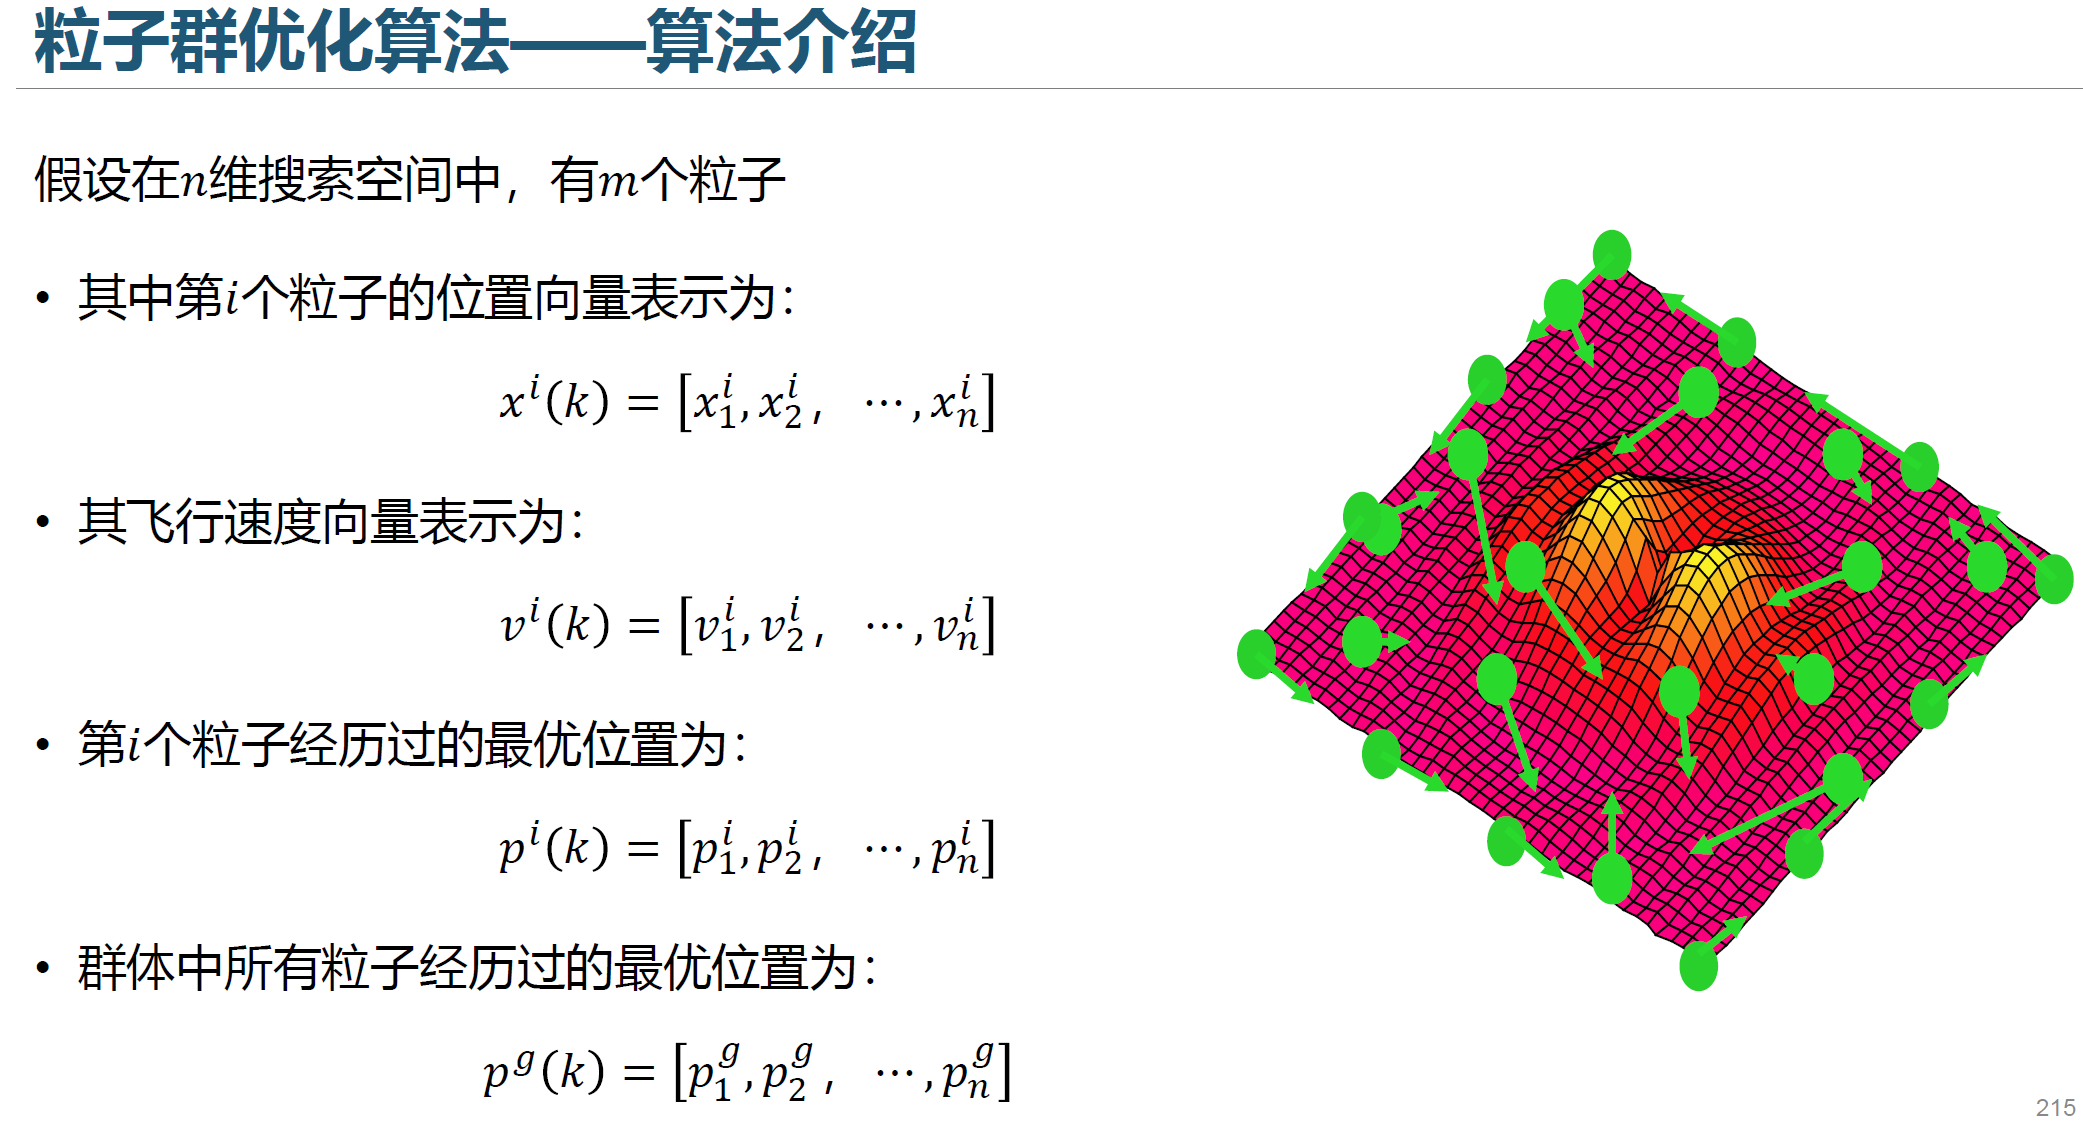 粒子群优化算法——算法介绍
假设在n维搜索空间中，有m个粒子
• 其中第i个粒子的位置向量表示为：
x^i(k) = [x_1^i, x_2^i, ⋯, x_n^i]
• 其飞行速度向量表示为：
v^i(k) = [v_1^i, v_2^i, ⋯, v_n^i]
• 第i个粒子经历过的最优位置为：
p^i(k) = [p_1^i, p_2^i, ⋯, p_n^i]
• 群体中所有粒子经历过的最优位置为：
p^g(k) = [p_1^g, p_2^g, ⋯, p_n^g]
215